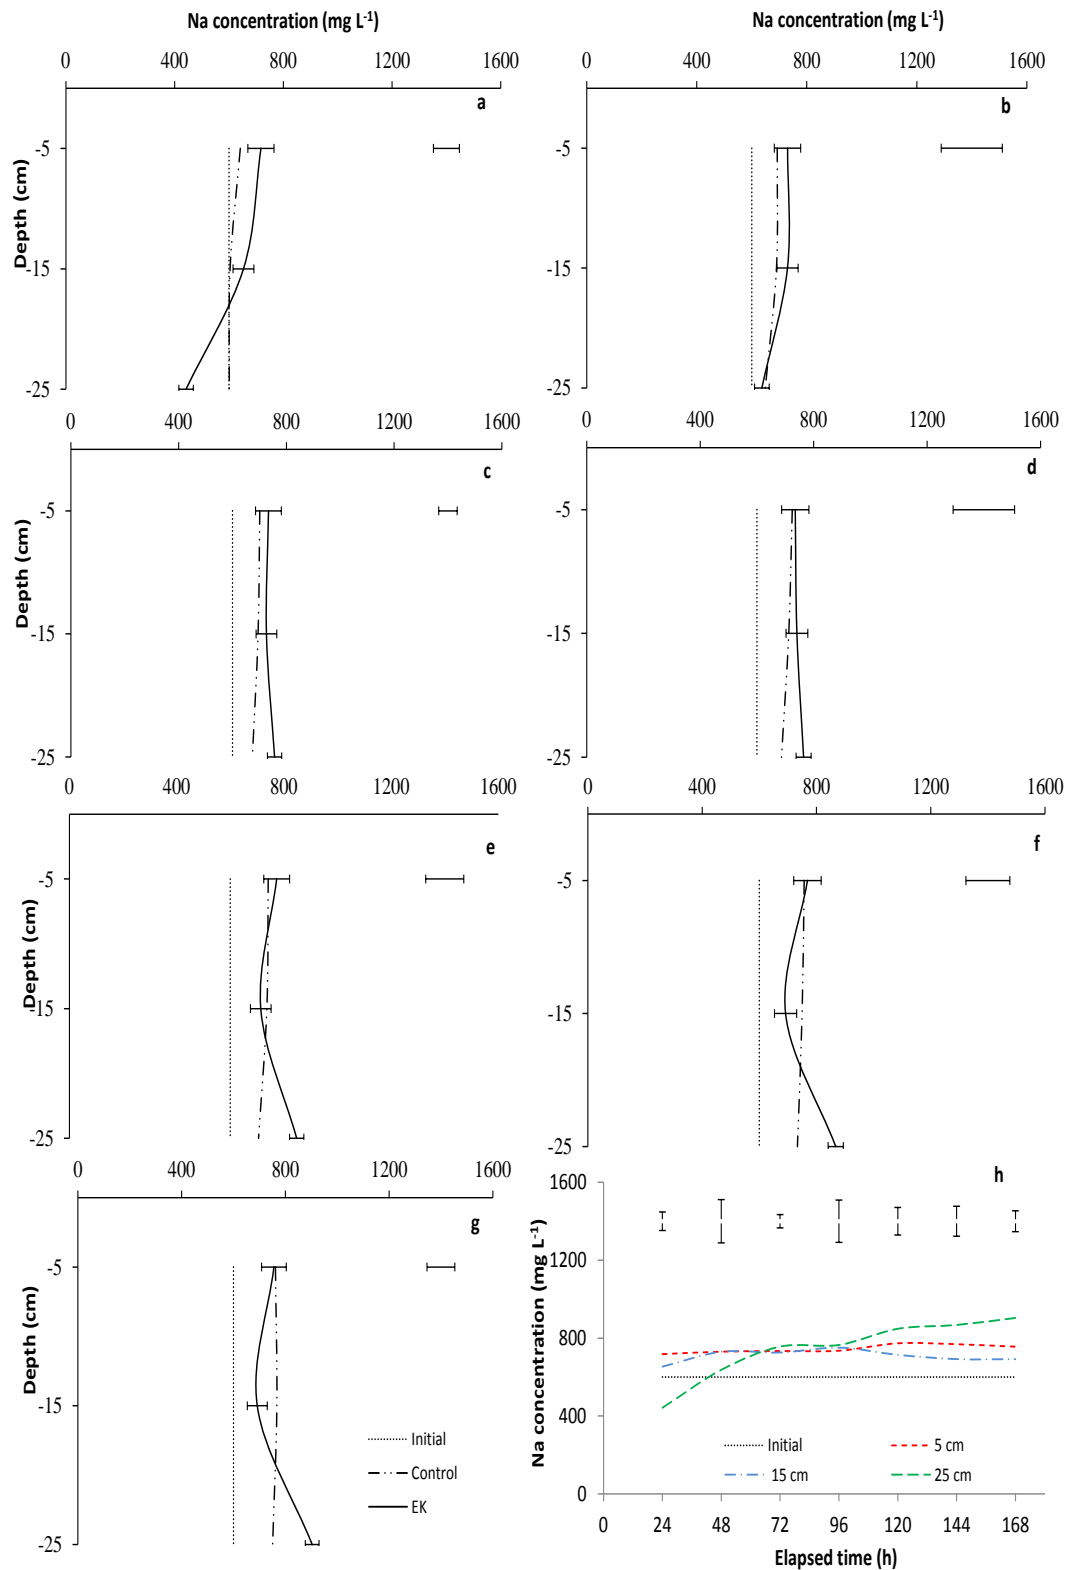 Na concentration (mg L-1)
Na concentration (mg L-1)
0 400 800 1200 1600
0 400 800 1200 1600
a
b
-5
-15
-25
Depth (cm)
-5
-15
-25
0 400 800 1200 1600
0 400 800 1200 1600
c
d
-5
-15
-25
Depth (cm)
-5
-15
-25
0 400 800 1200 1600
0 400 800 1200 1600
e
f
-5
-15
-25
Depth (cm)
-5
-15
-25
0 400 800 1200 1600
g
-5
-15
-25
Depth (cm)
Initial
Control
EK
h
1600
1200
800
400
0
Na concentration (mg L-1)
Initial
5 cm
15 cm
25 cm
0 24 48 72 96 120 144 168
Elapsed time (h)